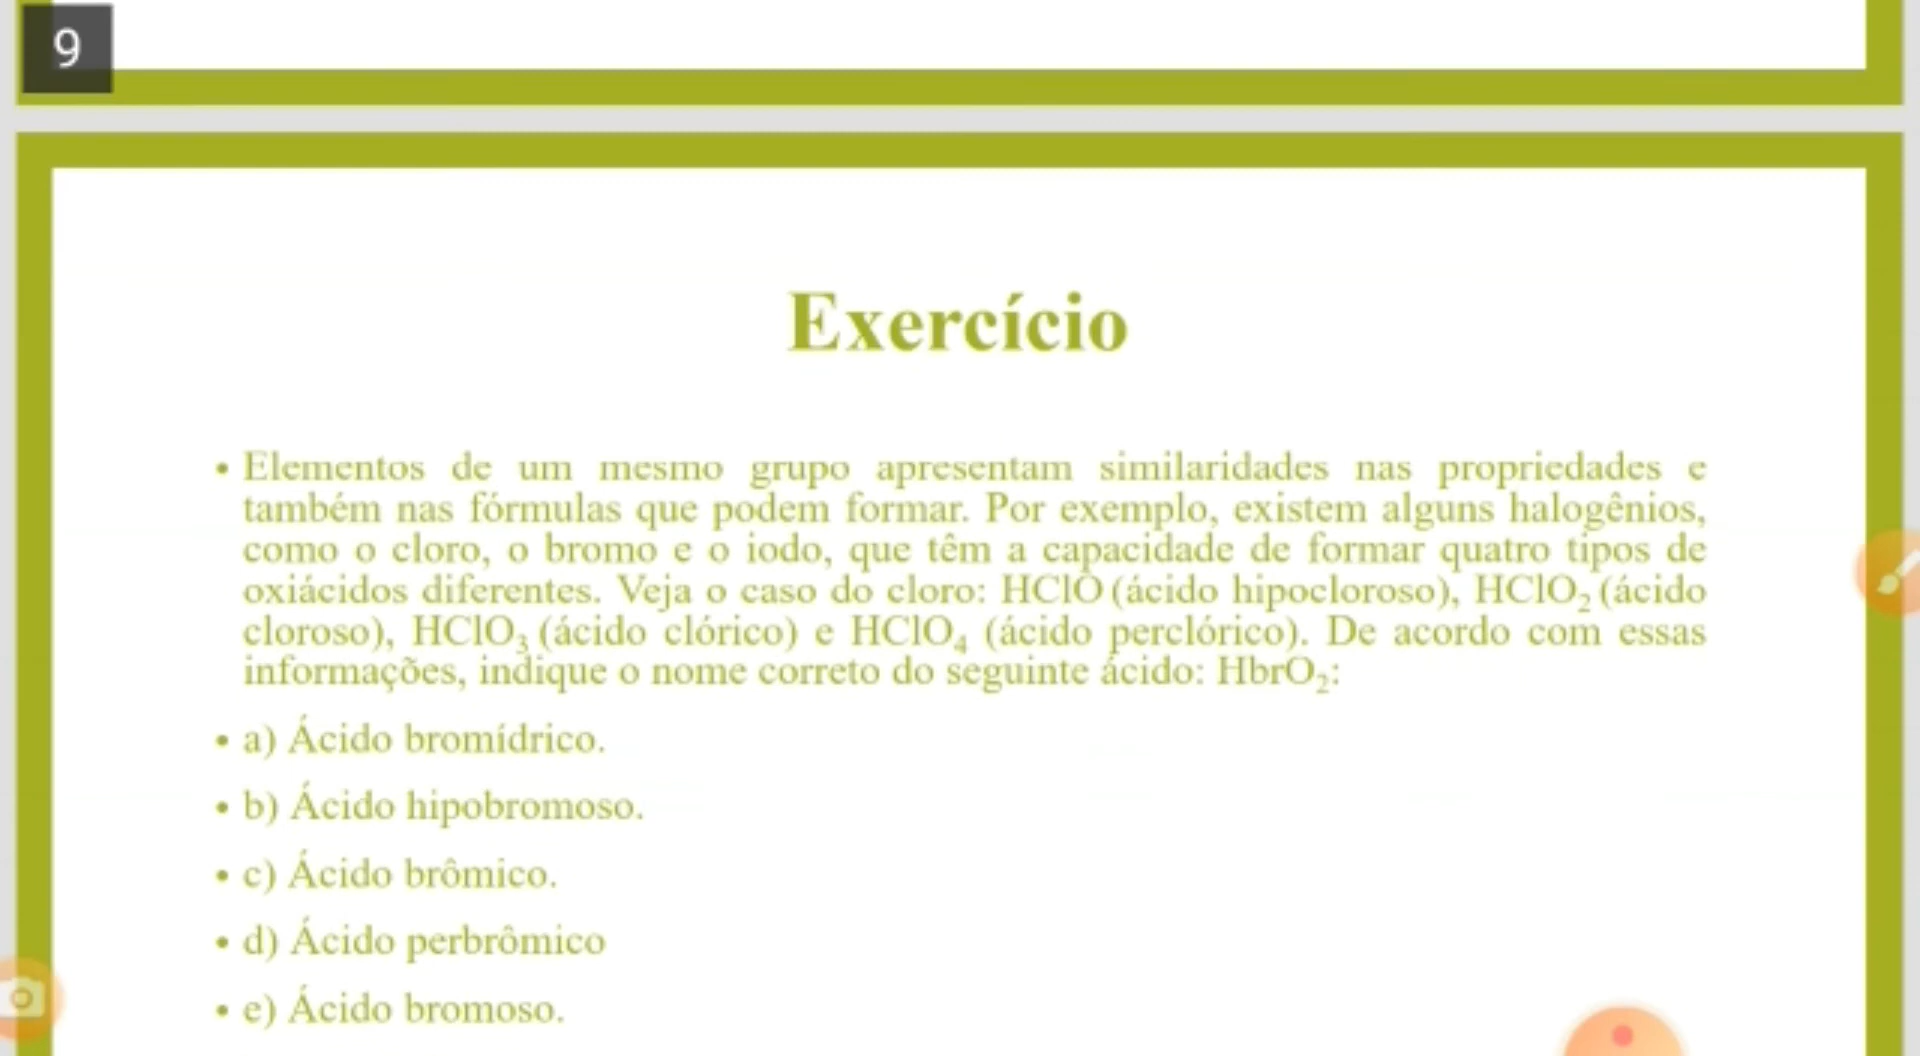 9
Exercício
• Elementos de um mesmo grupo apresentam similaridades nas propriedades e
também nas fórmulas que podem formar. Por exemplo, existem alguns halogênios,
como o cloro, o bromo e o iodo, que têm a capacidade de formar quatro tipos de
oxiácidos diferentes. Veja o caso do cloro: HClO (ácido hipocloroso), HClO₂ (ácido
cloroso), HClO₃ (ácido clórico) e HClO₄ (ácido perclórico). De acordo com essas
informações, indique o nome correto do seguinte ácido: HbrO₂:
• a) Ácido bromídrico.
• b) Ácido hipobromoso.
• c) Ácido brômico.
• d) Ácido perbrômico
• e) Ácido bromoso.